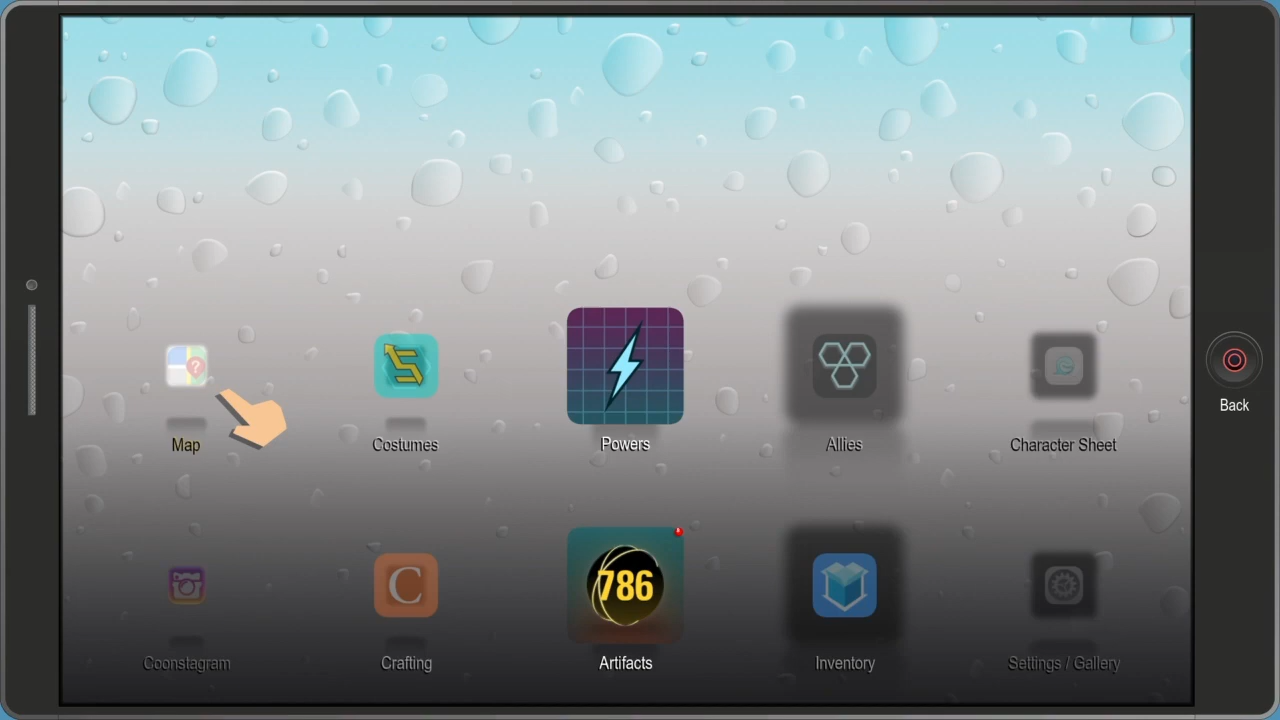 ?
Map
Costumes
Powers
Allies
Character Sheet
Back
C
786
Coonstagram
Crafting
Artifacts
Inventory
Settings / Gallery